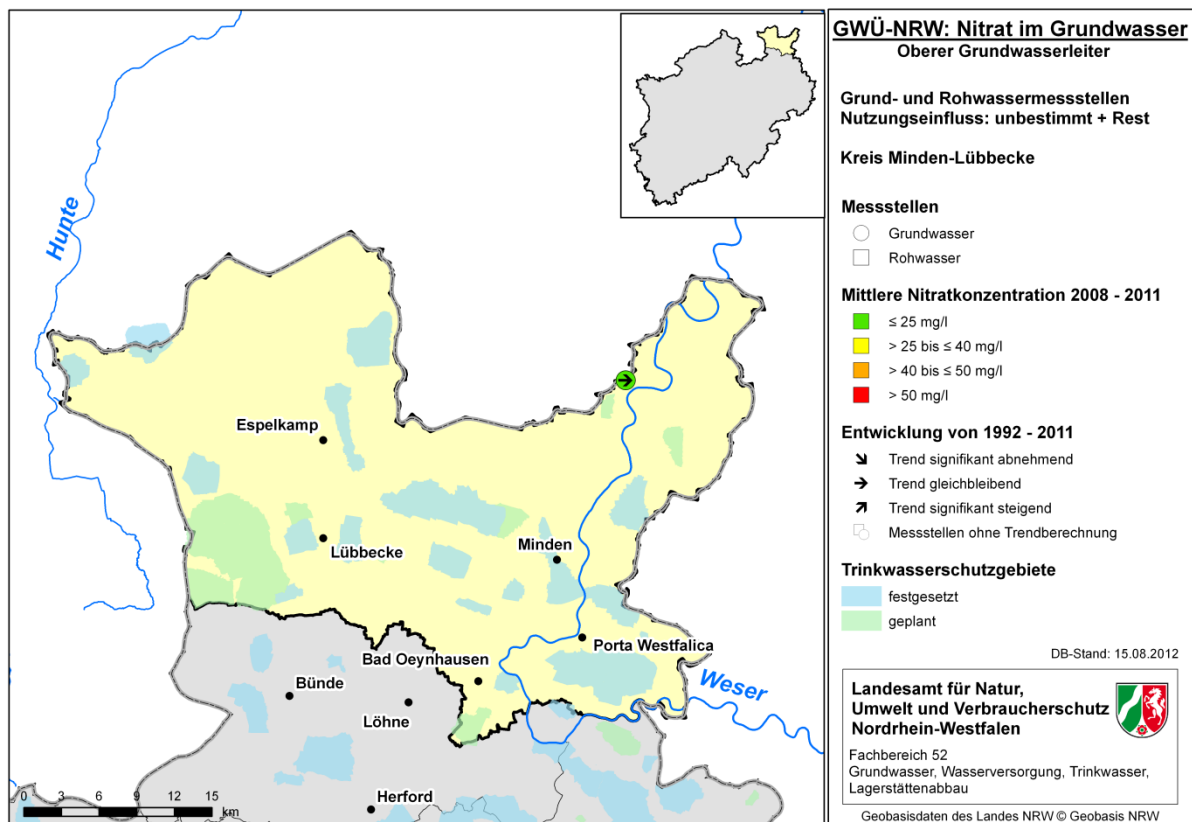 GWÜ-NRW: Nitrat im Grundwasser
Oberer Grundwasserleiter
Grund- und Rohwassermessstellen
Nutzungseinfluss: unbestimmt + Rest
Kreis Minden-Lübbecke
Messstellen
Grundwasser
Rohwasser
Mittlere Nitratkonzentration 2008 - 2011
≤ 25 mg/l
> 25 bis ≤ 40 mg/l
> 40 bis ≤ 50 mg/l
> 50 mg/l
Entwicklung von 1992 - 2011
Trend signifikant abnehmend
Trend gleichbleibend
Trend signifikant steigend
Messstellen ohne Trendberechnung
Trinkwasserschutzgebiete
festgesetzt
geplant
DB-Stand: 15.08.2012
Landesamt für Natur,
Umwelt und Verbraucherschutz
Nordrhein-Westfalen
Fachbereich 52
Grundwasser, Wasserversorgung, Trinkwasser,
Lagerstättenabbau
Geobasisdaten des Landes NRW © Geobasis NRW
Hunte
Espelkamp
Lübbecke
Minden
Porta Westfalica
Bad Oeynhausen
Weser
Bünde
Löhne
Herford
0 3 6 9 12 15
km